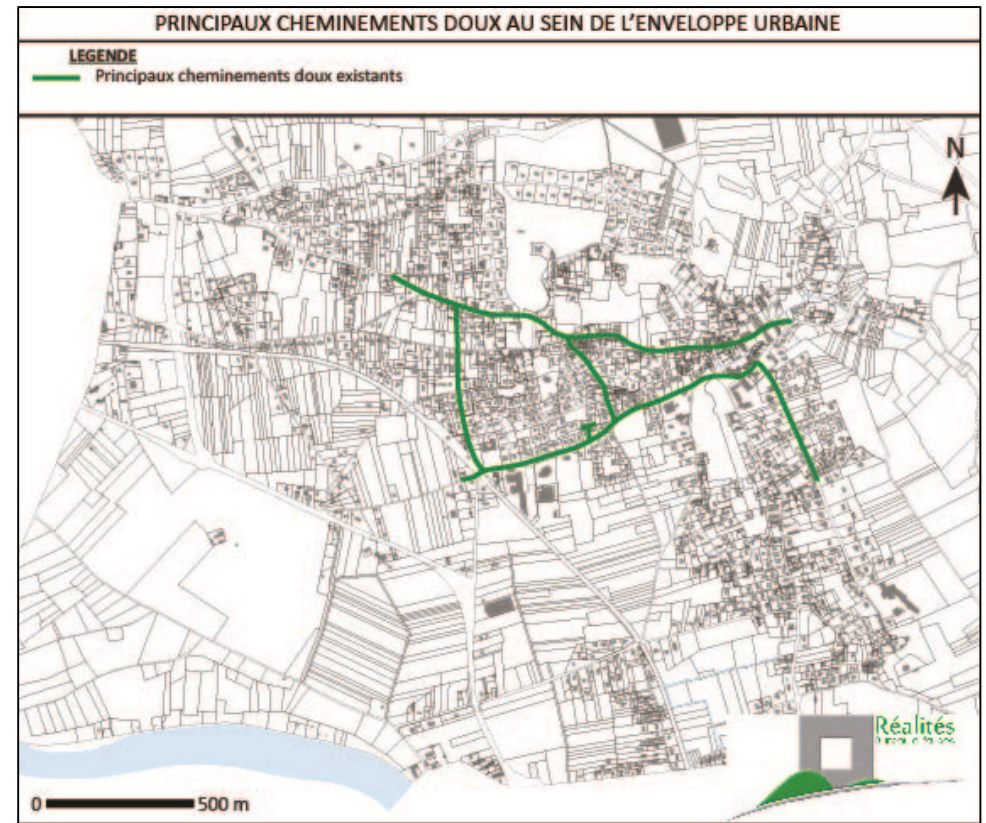 PRINCIPAUX CHEMINEMENTS DOUX AU SEIN DE L'ENVELOPPE URBAINE
LEGENDE
Principaux cheminements doux existants
N
Réalités
0 500 m